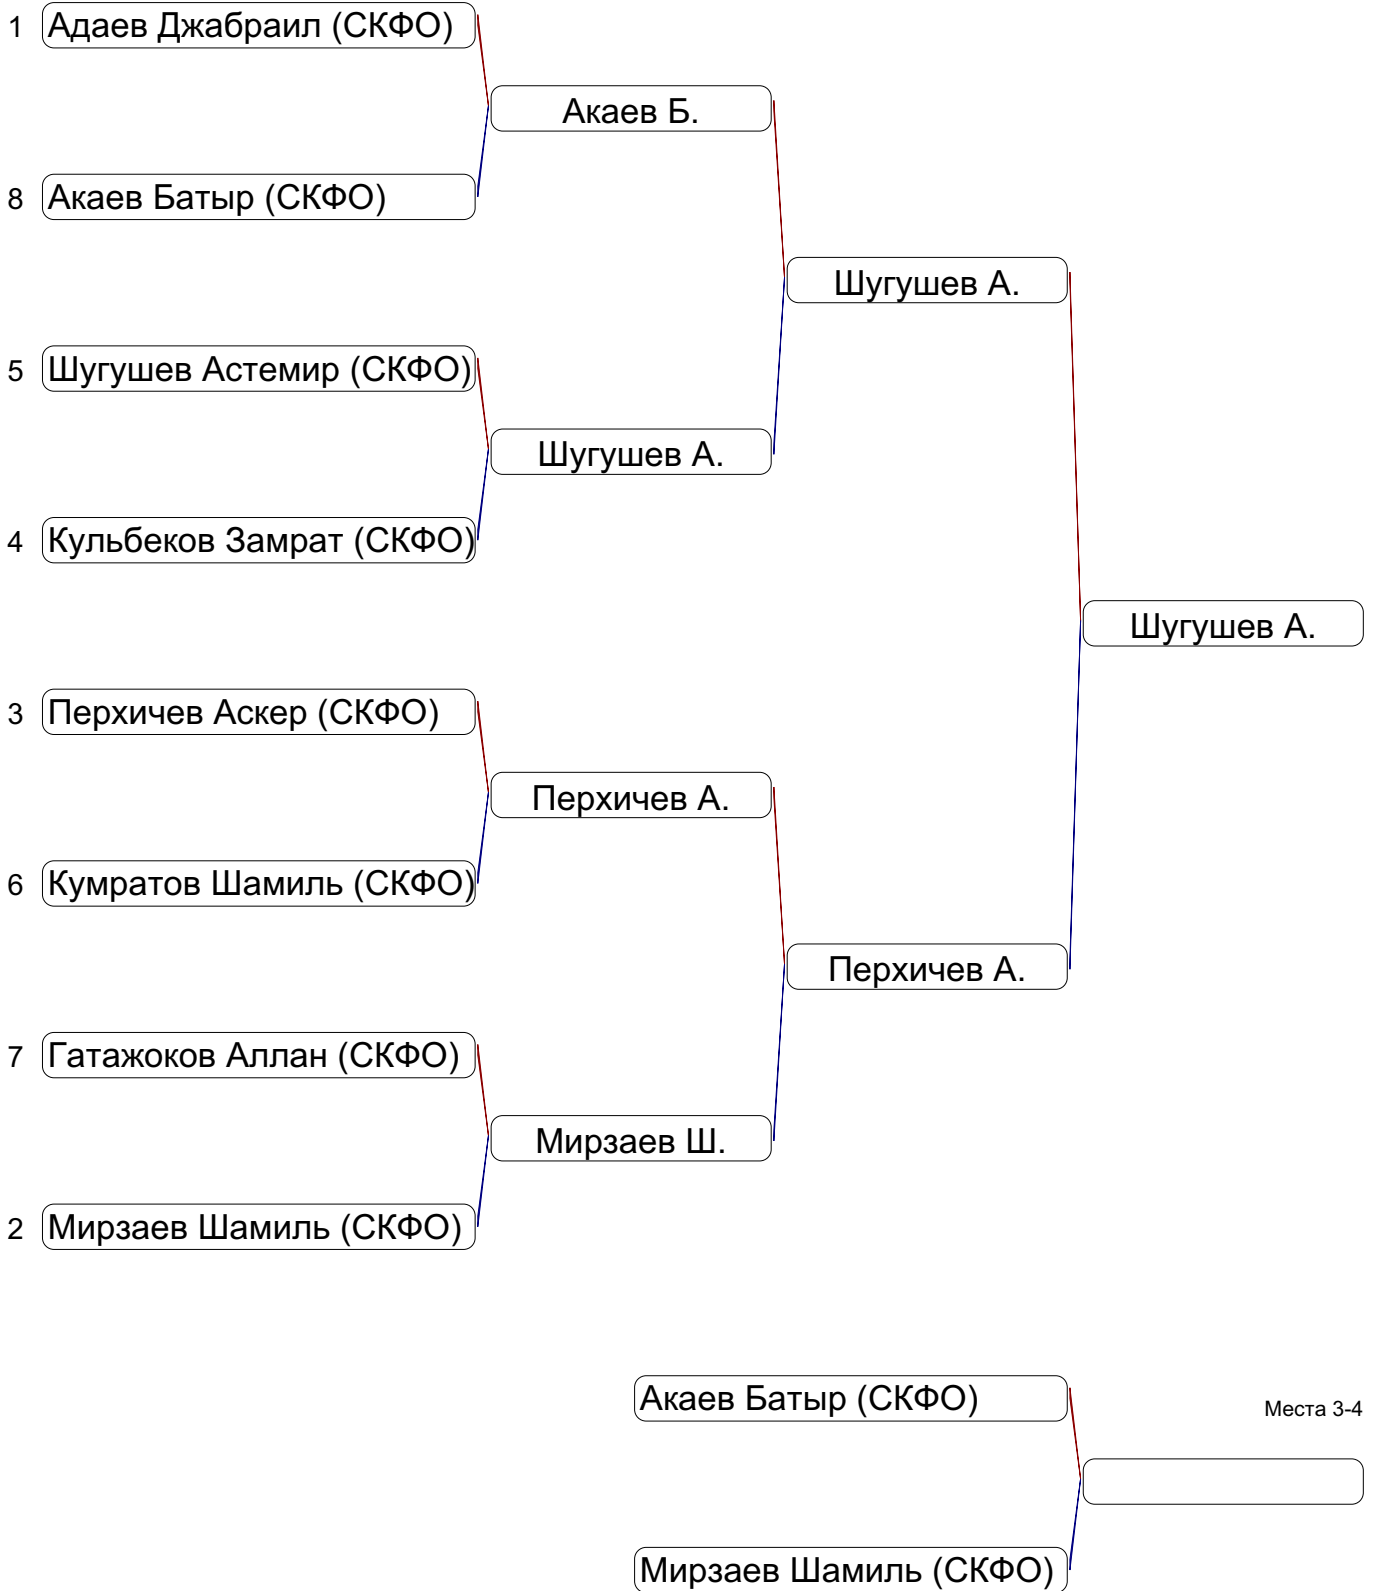 1 Адаев Джабраил (СКФО)
Акаев Б.
8 Акаев Батыр (СКФО)
Шугушев А.
5 Шугушев Астемир (СКФО)
Шугушев А.
4 Кульбеков Замрат (СКФО)
Шугушев А.
3 Перхичев Аскер (СКФО)
Перхичев А.
6 Кумратов Шамиль (СКФО)
Перхичев А.
7 Гатажоков Аллан (СКФО)
Мирзаев Ш.
2 Мирзаев Шамиль (СКФО)
Акаев Батыр (СКФО)
Места 3-4
Мирзаев Шамиль (СКФО)